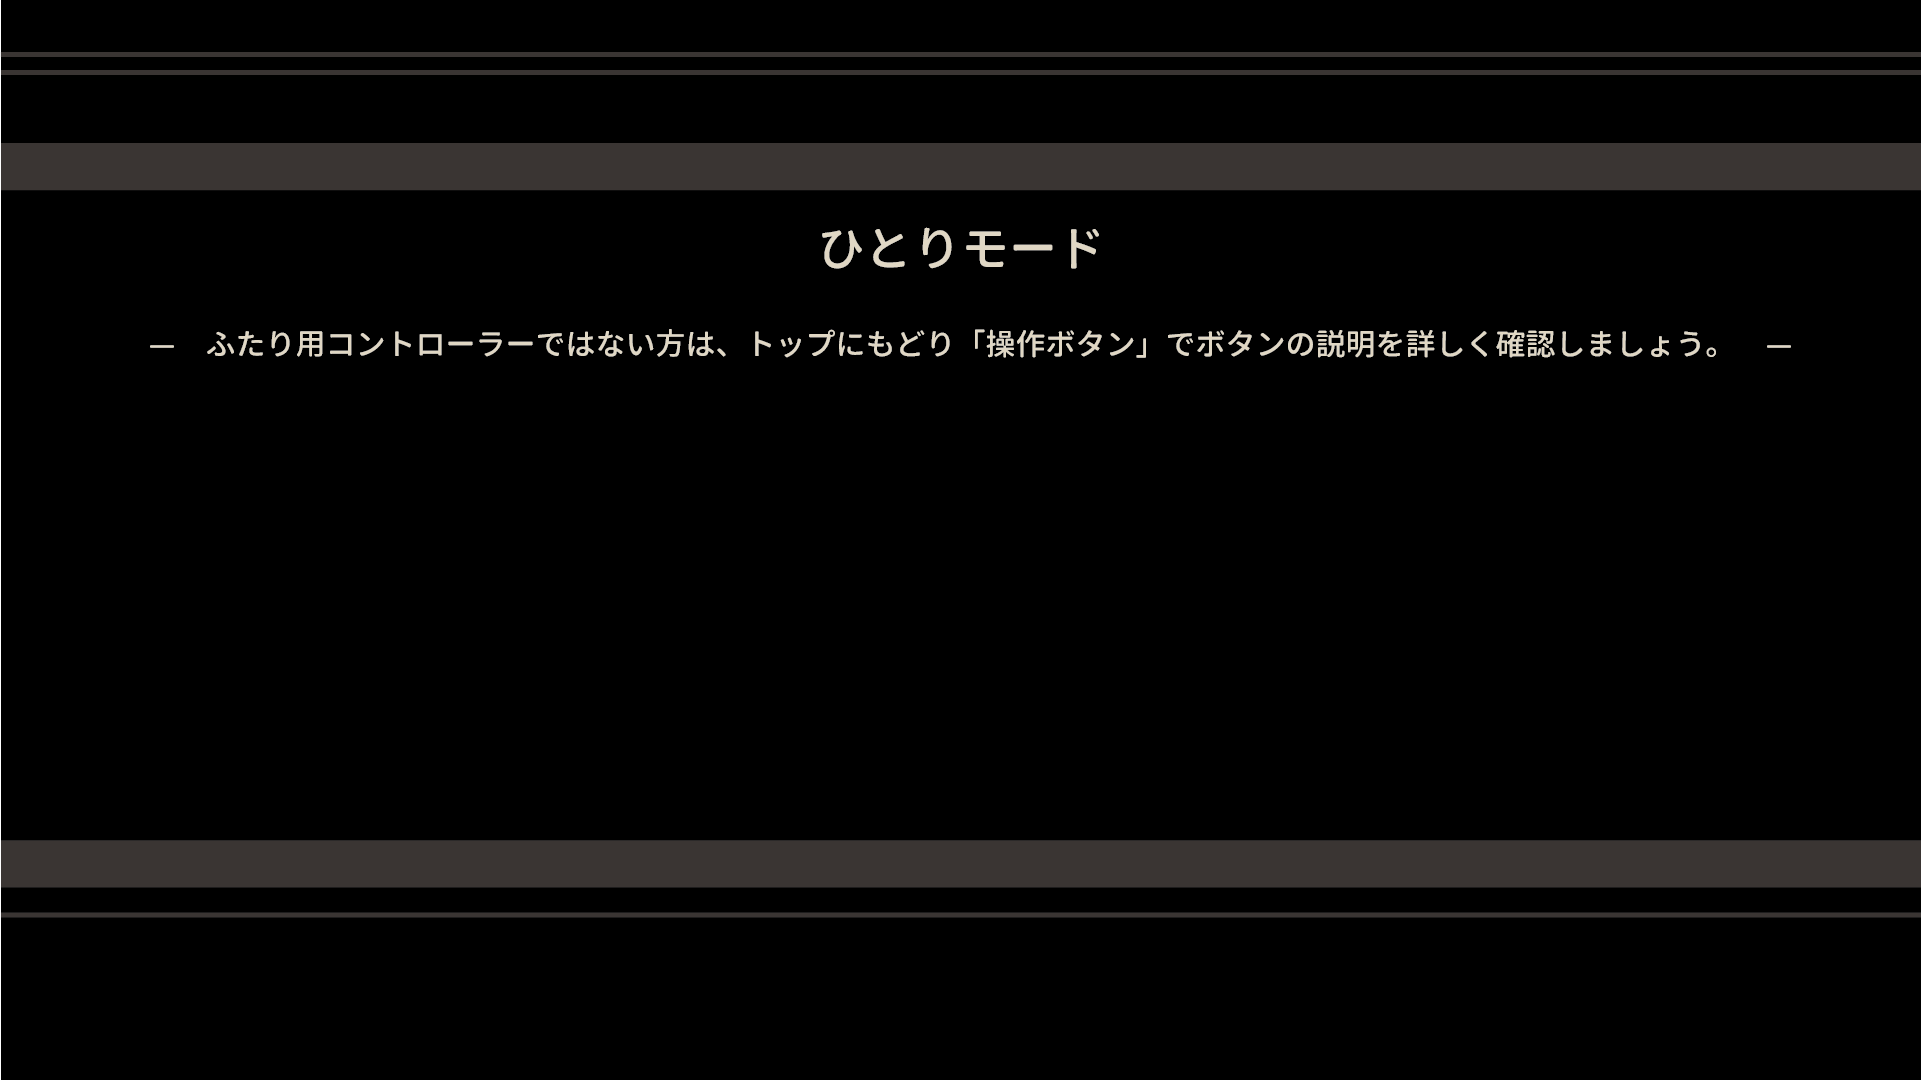 ひとりモード
― ふたり用コントローラーではない方は、トップにもどり「操作ボタン」でボタンの説明を詳しく確認しましょう。 ―